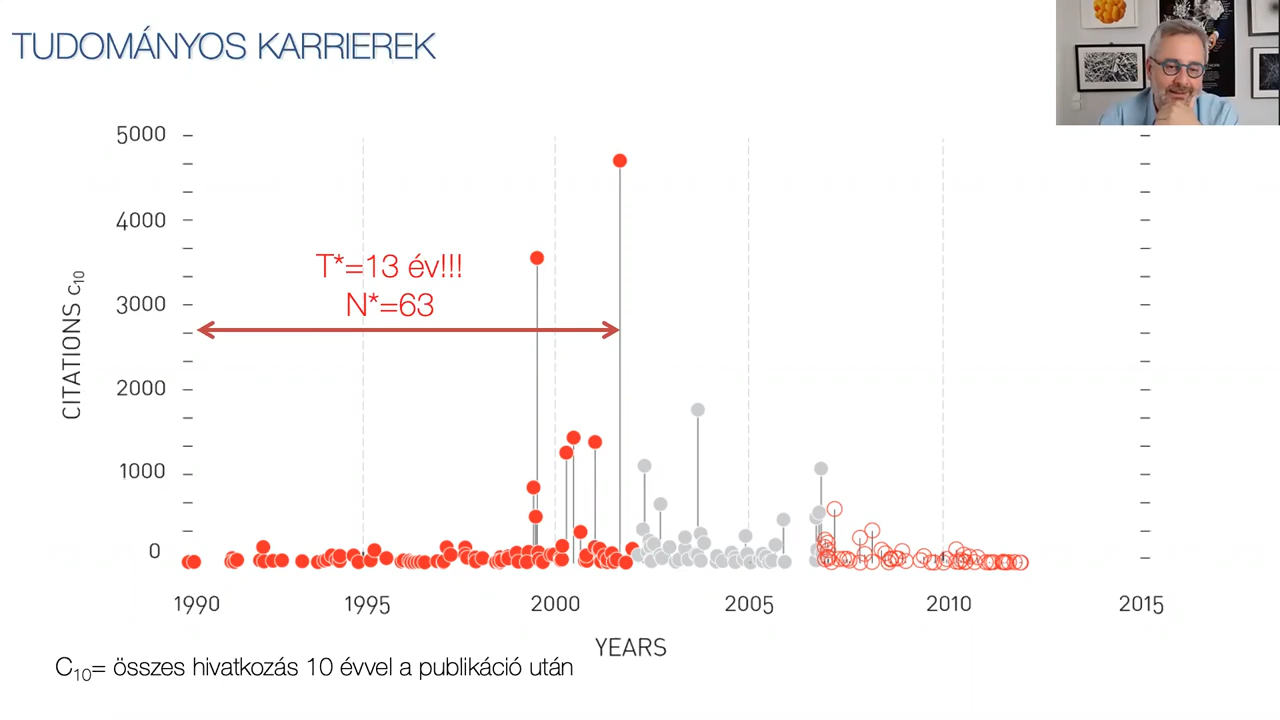 TUDOMÁNYOS KARRIEREK
5000
4000
3000
2000
1000
0
CITATIONS c10
T*=13 év!!!
N*=63
1990 1995 2000 2005 2010 2015
YEARS
C10= összes hivatkozás 10 évvel a publikáció után